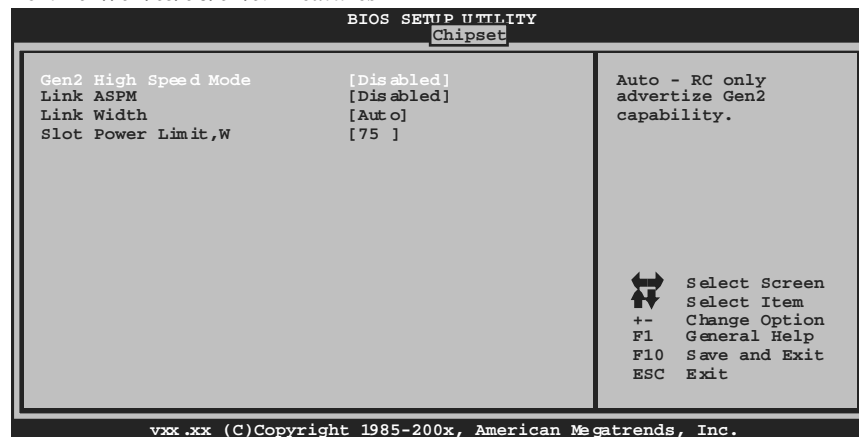 BIOS SETUP UTILITY
Chipset
Gen2 High Speed Mode [Disabled]
Link ASPM [Disabled]
Link Width [Auto]
Slot Power Limit,W [75 ]
Auto - RC only
advertize Gen2
capability.
Select Screen
Select Item
+- Change Option
F1 General Help
F10 Save and Exit
ESC Exit
vxx.xx (C)Copyright 1985-200x, American Megatrends, Inc.